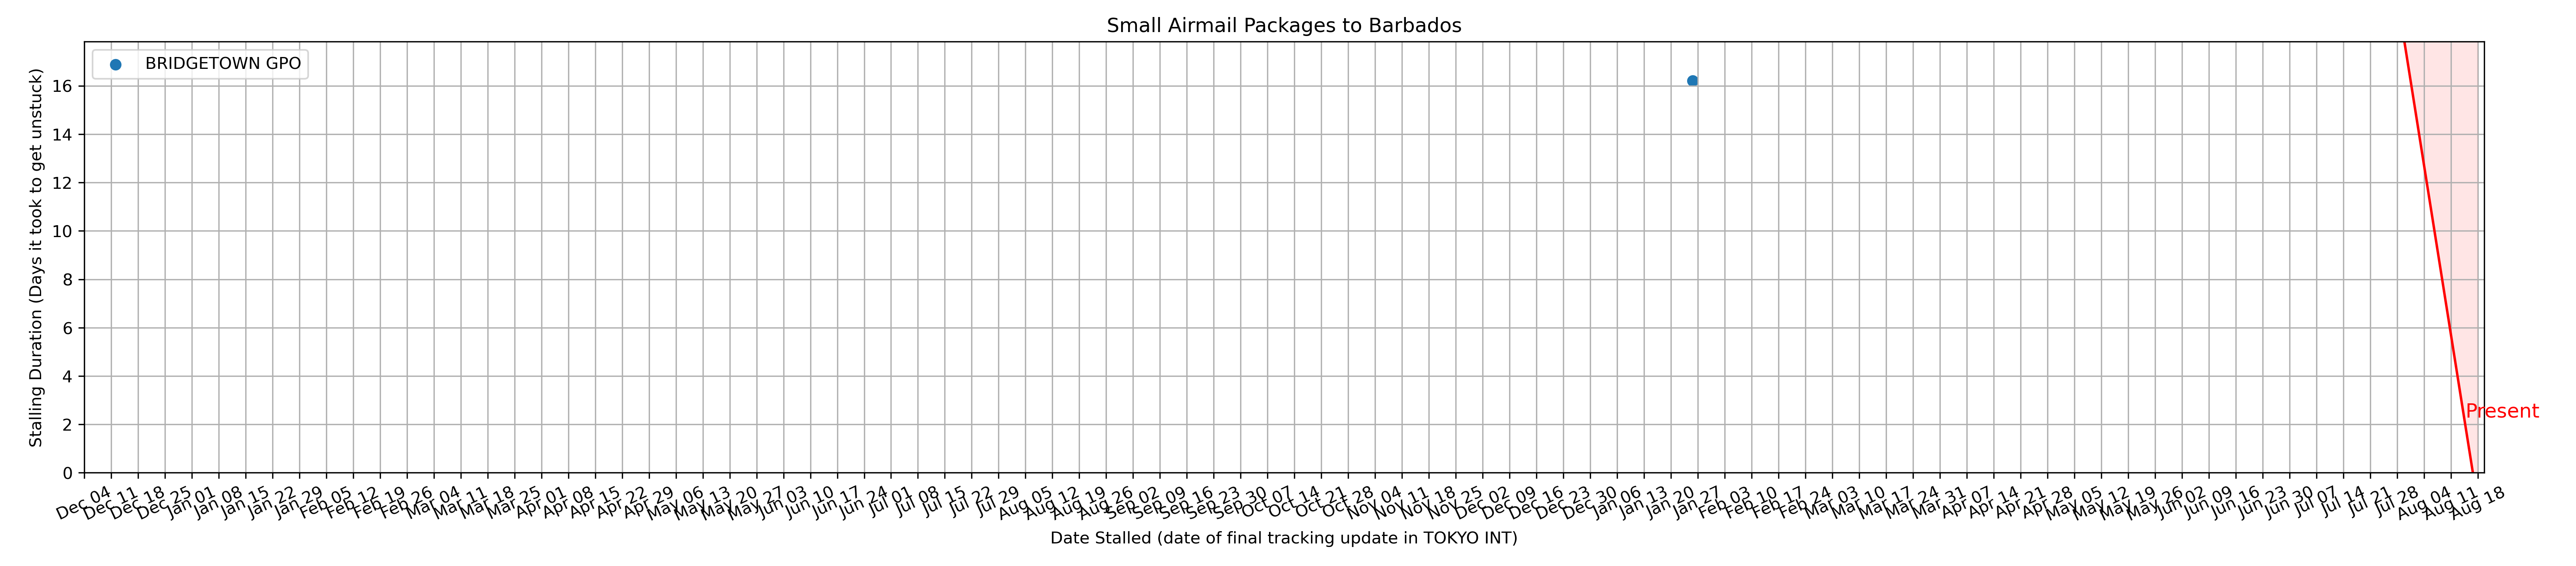 Small Airmail Packages to Barbados
BRIDGETOWN GPO
Stalling Duration (Days it took to get unstuck)
16
14
12
10
8
6
4
2
0
Present
Dec 04 Dec 11 Dec 18 Dec 25 Jan 01 Jan 08 Jan 15 Jan 22 Jan 29 Feb 05 Feb 12 Feb 19 Feb 26 Mar 04 Mar 11 Mar 18 Mar 25 Apr 01 Apr 08 Apr 15 Apr 22 Apr 29 May 06 May 13 May 20 May 27 Jun 03 Jun 10 Jun 17 Jun 24 Jul 01 Jul 08 Jul 15 Jul 22 Jul 29 Aug 05 Aug 12 Aug 19 Aug 26 Sep 02 Sep 09 Sep 16 Sep 23 Sep 30 Oct 07 Oct 14 Oct 21 Oct 28 Nov 04 Nov 11 Nov 18 Nov 25 Dec 02 Dec 09 Dec 16 Dec 23 Dec 30 Jan 06 Jan 13 Jan 20 Jan 27 Feb 03 Feb 10 Feb 17 Feb 24 Mar 03 Mar 10 Mar 17 Mar 24 Mar 31 Apr 07 Apr 14 Apr 21 Apr 28 May 05 May 12 May 19 May 26 Jun 02 Jun 09 Jun 16 Jun 23 Jun 30 Jul 07 Jul 14 Jul 21 Jul 28 Aug 04 Aug 11 Aug 18
Date Stalled (date of final tracking update in TOKYO INT)